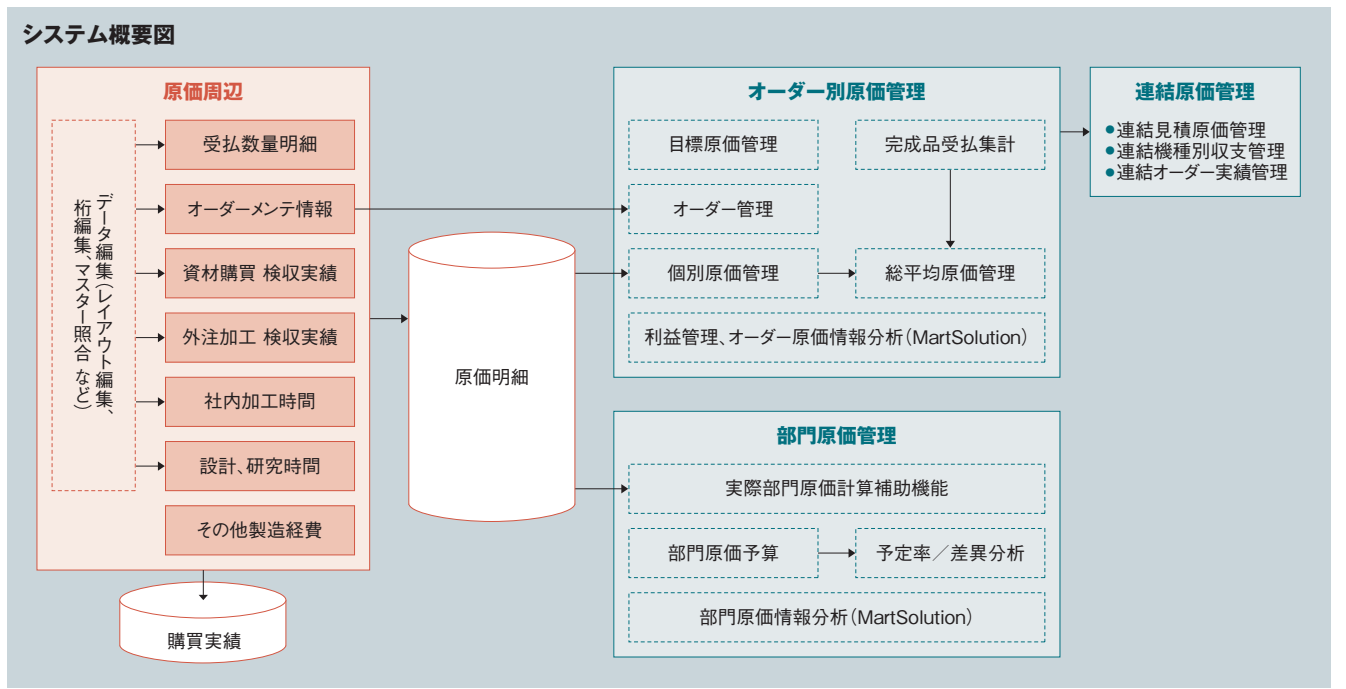 システム概要図
原価周辺
データ編集（レイアウト編集、
桁編集、マスター照合 など）
受払数量明細
オーダーメンテ情報
資材購買 検収実績
外注加工 検収実績
社内加工時間
設計、研究時間
その他製造経費
購買実績
原価明細
オーダー別原価管理
目標原価管理
完成品受払集計
オーダー管理
個別原価管理
総平均原価管理
利益管理、オーダー原価情報分析（MartSolution）
部門原価管理
実際部門原価計算補助機能
部門原価予算
予定率／差異分析
部門原価情報分析（MartSolution）
連結原価管理
●連結見積原価管理
●連結機種別収支管理
●連結オーダー実績管理